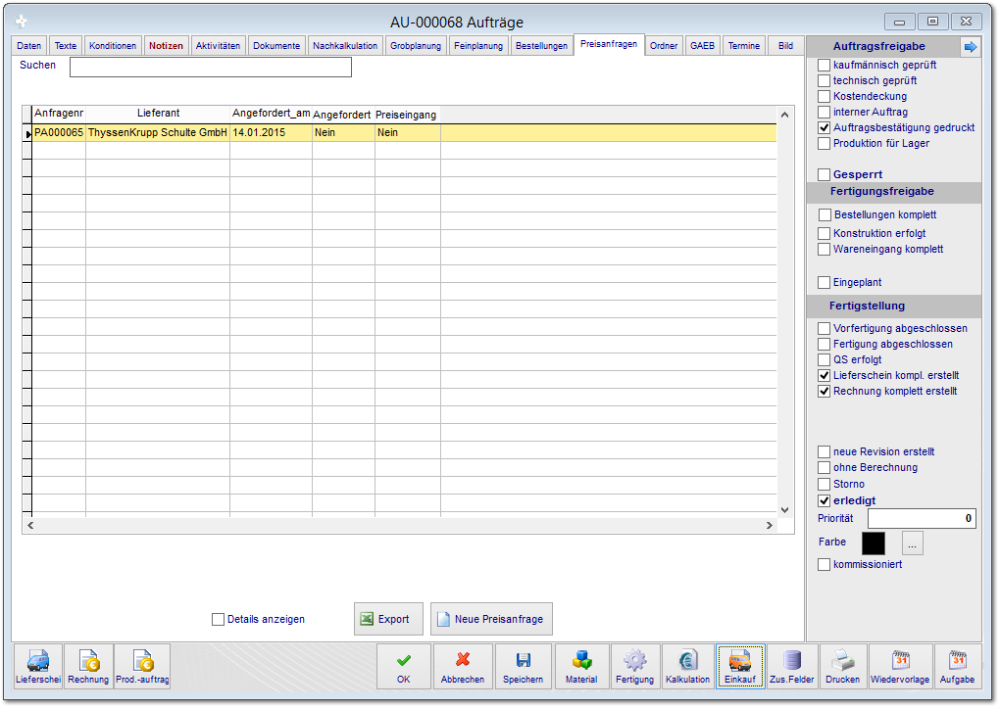 AU-000068 Aufträge
Daten Texte Konditionen Notizen Aktivitäten Dokumente Nachkalkulation Grobplanung Feinplanung Bestellungen Preisanfragen Ordner GAEB Termine Bild
Suchen
Anfragenr Lieferant Angefordert_am Angefordert Preiseingang
PA000065 ThyssenKrupp Schulte GmbH 14.01.2015 Nein Nein
Details anzeigen
Export
Neue Preisanfrage
Auftragsfreigabe
kaufmännisch geprüft
technisch geprüft
Kostendeckung
interner Auftrag
Auftragsbestätigung gedruckt
Produktion für Lager
Gesperrt
Fertigungsfreigabe
Bestellungen komplett
Konstruktion erfolgt
Wareneingang komplett
Eingeplant
Fertigstellung
Vorfertigung abgeschlossen
Fertigung abgeschlossen
QS erfolgt
Lieferschein kompl. erstellt
Rechnung komplett erstellt
neue Revision erstellt
ohne Berechnung
Storno
erledigt
Priorität 0
Farbe ...
kommissioniert
31 31
Lieferschei Rechnung Prod.-auftrag OK Abbrechen Speichern Material Fertigung Kalkulation Einkauf Zus.Felder Drucken Wiedervorlage Aufgabe